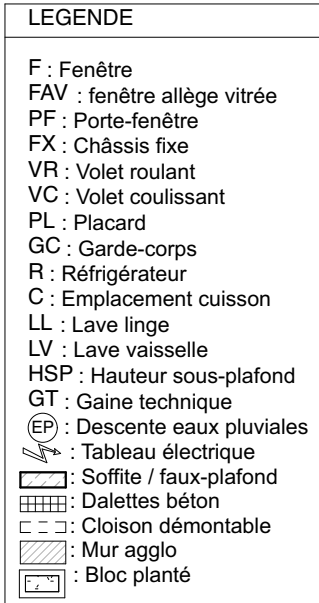 LEGENDE
F : Fenêtre
FAV : fenêtre allège vitrée
PF : Porte-fenêtre
FX : Châssis fixe
VR : Volet roulant
VC : Volet coulissant
PL : Placard
GC : Garde-corps
R : Réfrigérateur
C : Emplacement cuisson
LL : Lave linge
LV : Lave vaisselle
HSP : Hauteur sous-plafond
GT : Gaine technique
EP : Descente eaux pluviales
: Tableau électrique
: Soffite / faux-plafond
: Dalettes béton
: Cloison démontable
: Mur agglo
: Bloc planté